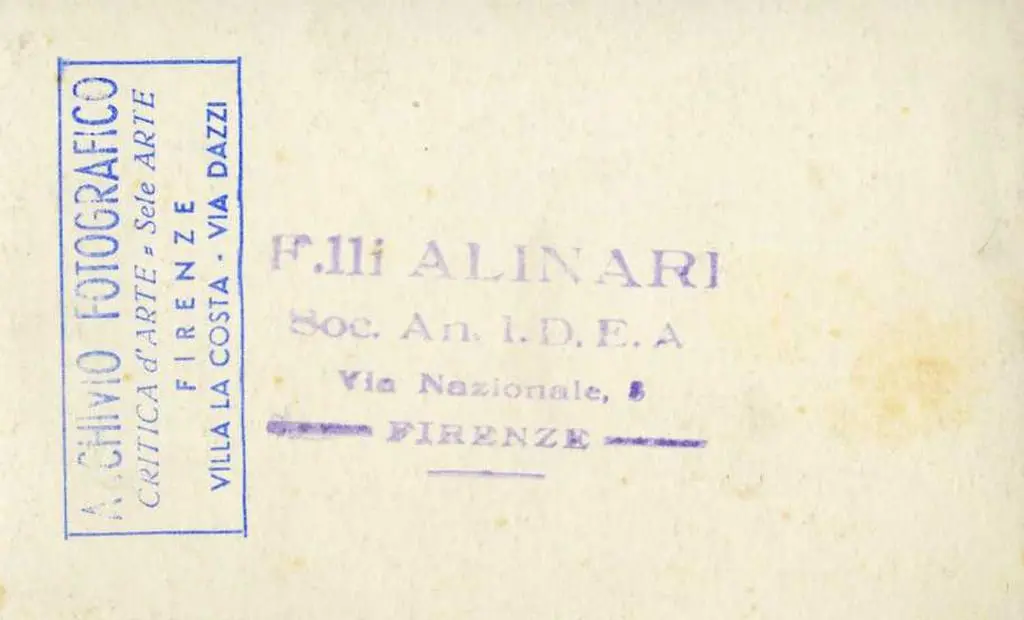 ARCHIVIO FOTOGRAFICO
CRITICA d'ARTE = Sele ARTE
FIRENZE
VILLA LA COSTA • VIA DAZZI
F.lli ALINARI
Soc. An. I. D. E. A
Via Nazionale, 8
FIRENZE